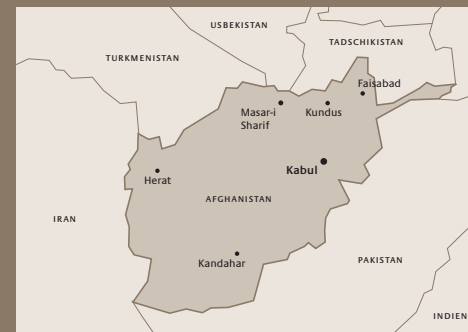 USBEKISTAN
TADSCHIKISTAN
TURKMENISTAN
Faisabad
Masar-i
Sharif
Kundus
Kabul
Herat
AFGHANISTAN
IRAN
Kandahar
PAKISTAN
INDIEN